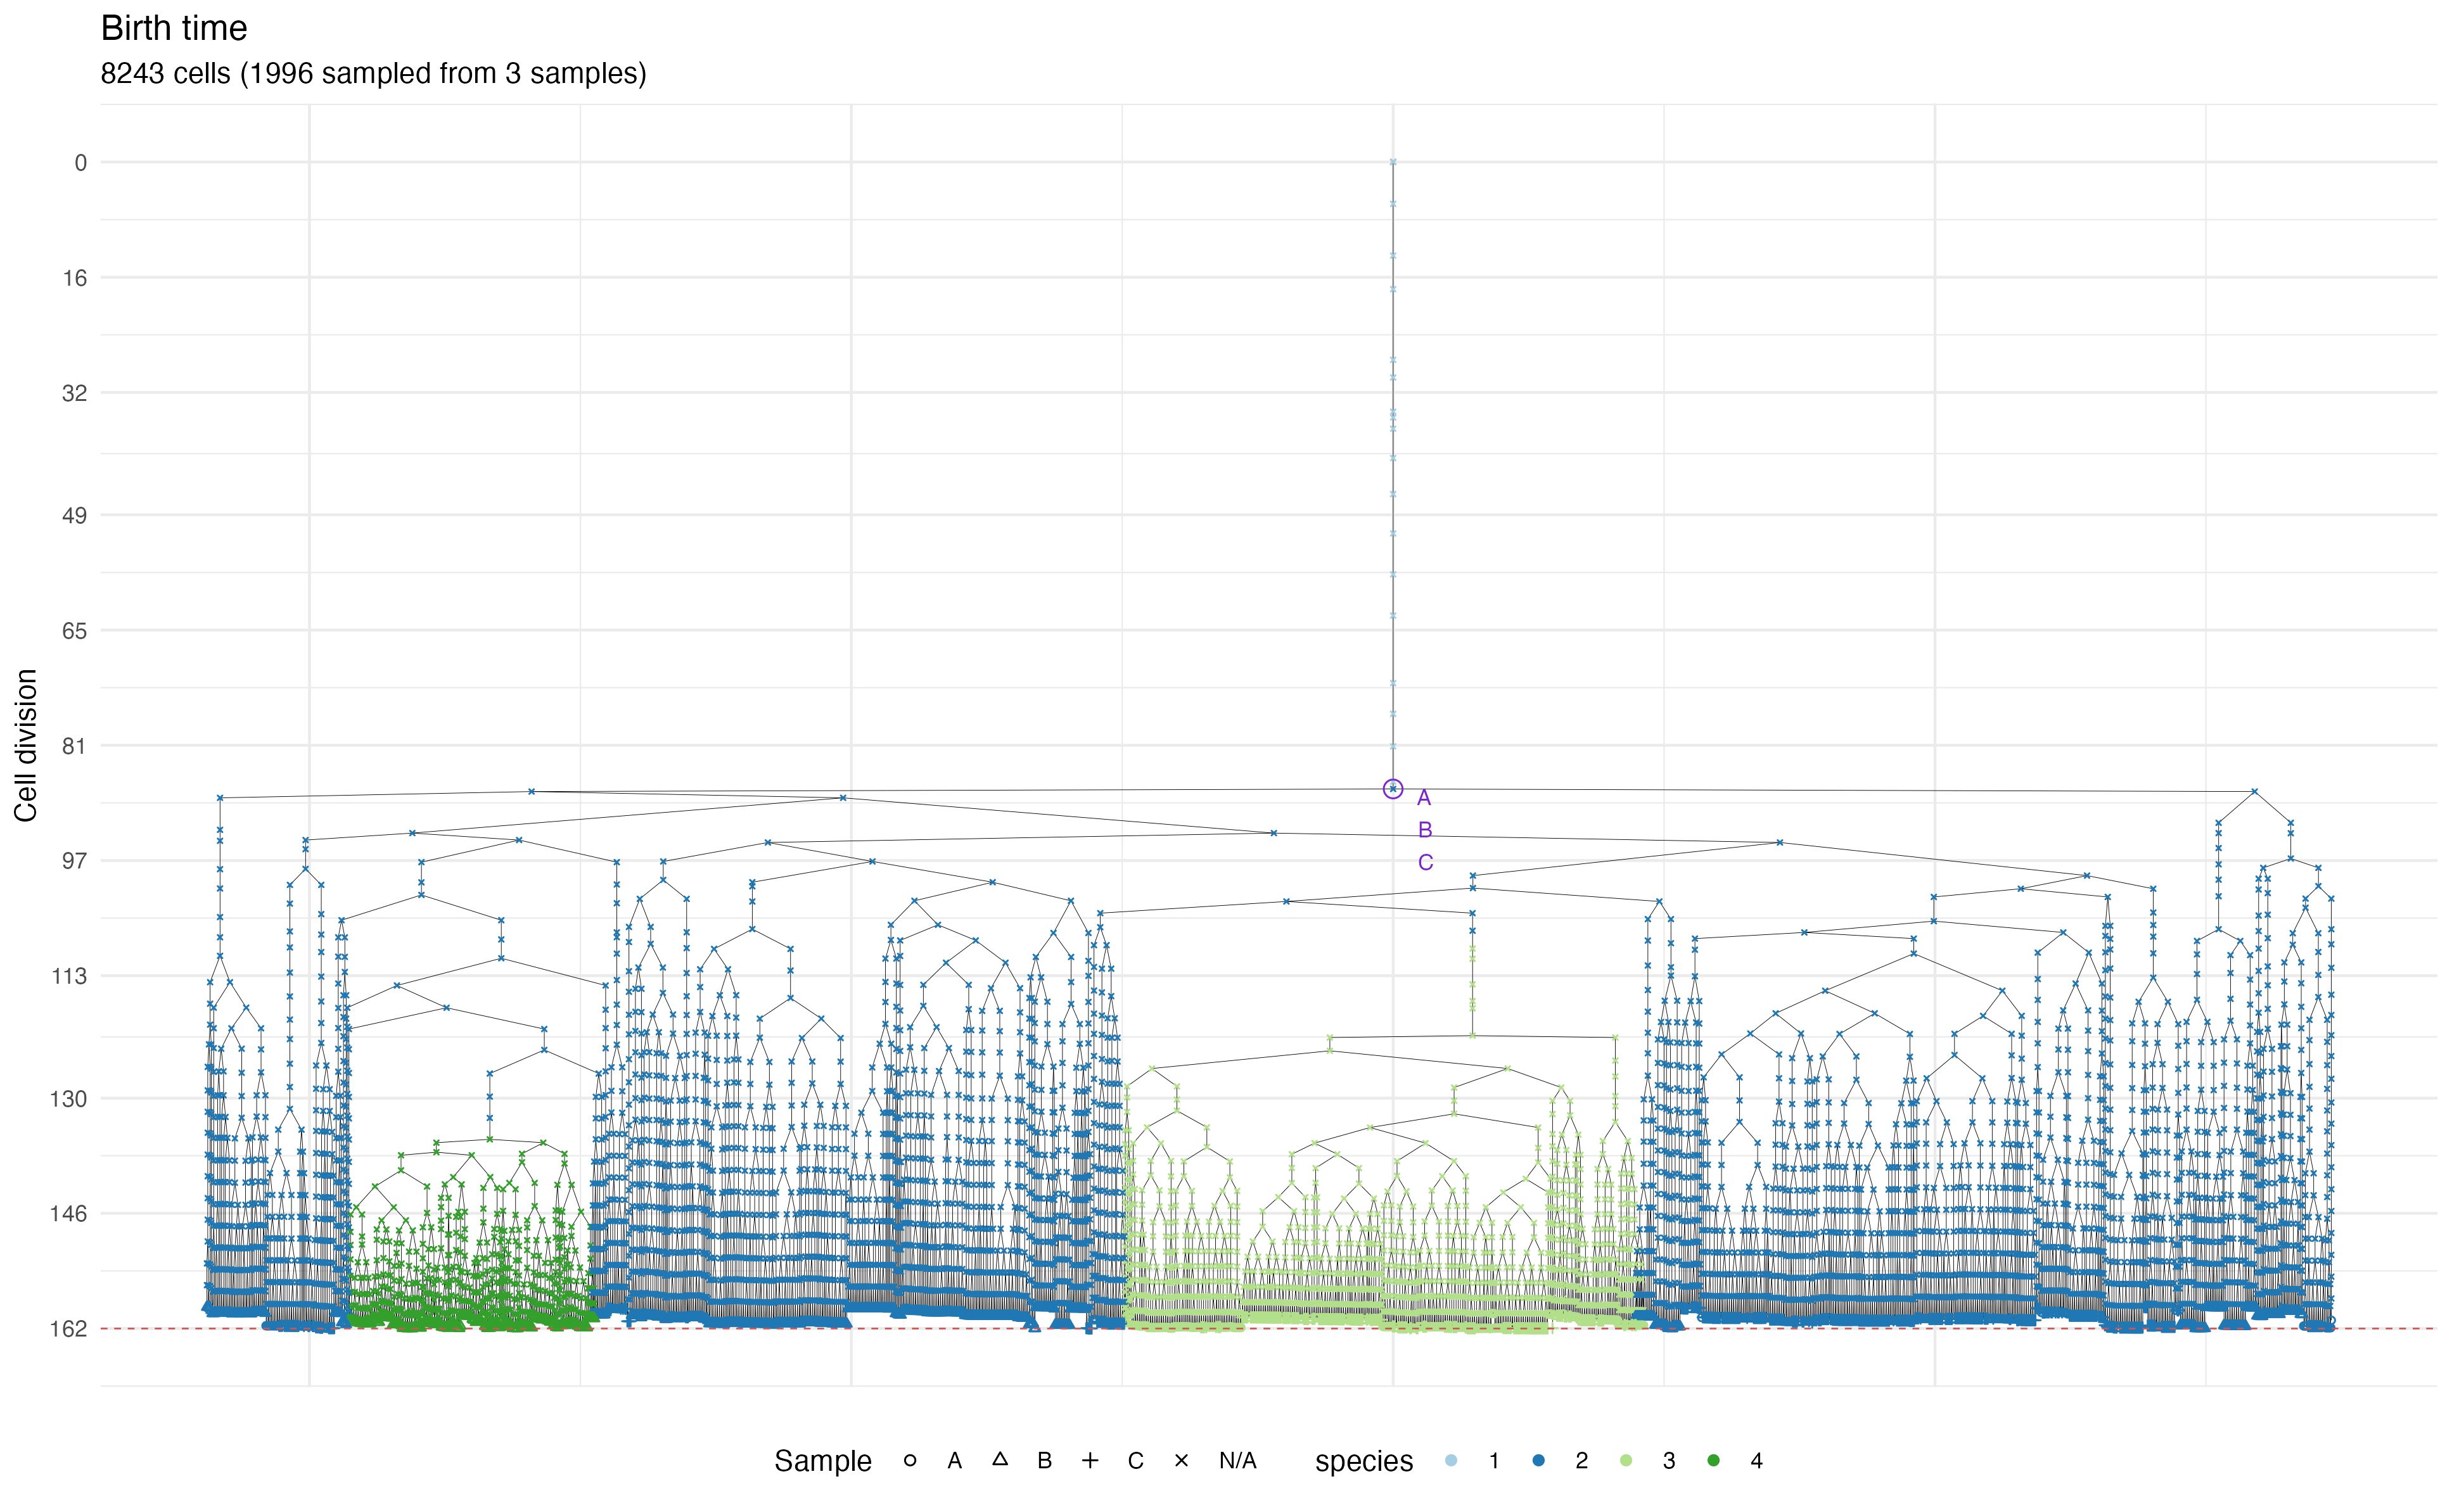 Birth time
8243 cells (1996 sampled from 3 samples)
Cell division
0
16
32
49
65
81
97
113
130
146
162
A
B
C
Sample A B C N/A species 1 2 3 4